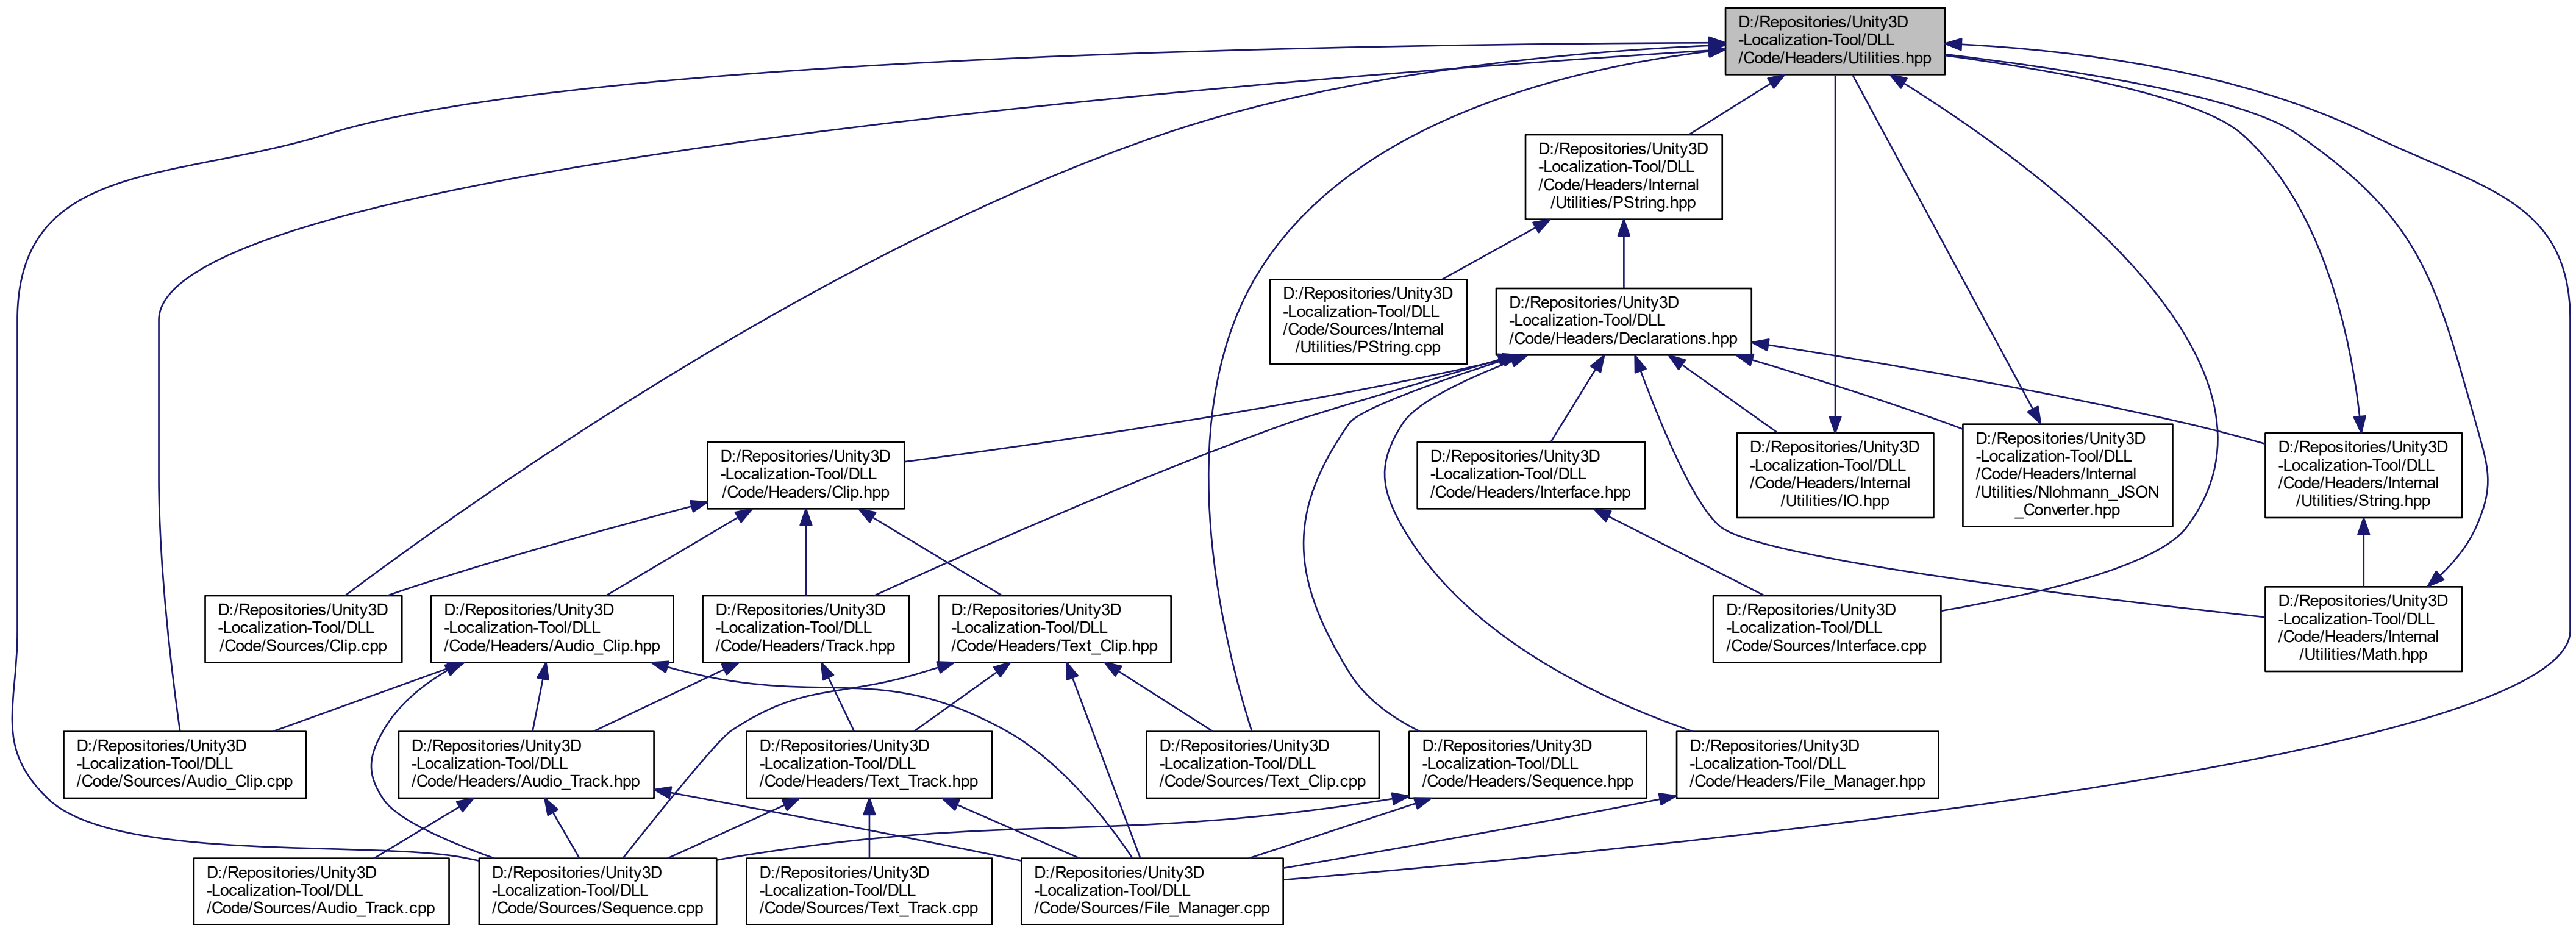 D:/Repositories/Unity3D
-Localization-Tool/DLL
/Code/Headers/Utilities.hpp
D:/Repositories/Unity3D
-Localization-Tool/DLL
/Code/Headers/Internal
/Utilities/PString.hpp
D:/Repositories/Unity3D
-Localization-Tool/DLL
/Code/Sources/Internal
/Utilities/PString.cpp
D:/Repositories/Unity3D
-Localization-Tool/DLL
/Code/Headers/Declarations.hpp
D:/Repositories/Unity3D
-Localization-Tool/DLL
/Code/Headers/Clip.hpp
D:/Repositories/Unity3D
-Localization-Tool/DLL
/Code/Headers/Interface.hpp
D:/Repositories/Unity3D
-Localization-Tool/DLL
/Code/Headers/Internal
/Utilities/IO.hpp
D:/Repositories/Unity3D
-Localization-Tool/DLL
/Code/Headers/Internal
/Utilities/Nlohmann_JSON
_Converter.hpp
D:/Repositories/Unity3D
-Localization-Tool/DLL
/Code/Headers/Internal
/Utilities/String.hpp
D:/Repositories/Unity3D
-Localization-Tool/DLL
/Code/Sources/Clip.cpp
D:/Repositories/Unity3D
-Localization-Tool/DLL
/Code/Headers/Audio_Clip.hpp
D:/Repositories/Unity3D
-Localization-Tool/DLL
/Code/Headers/Track.hpp
D:/Repositories/Unity3D
-Localization-Tool/DLL
/Code/Headers/Text_Clip.hpp
D:/Repositories/Unity3D
-Localization-Tool/DLL
/Code/Sources/Interface.cpp
D:/Repositories/Unity3D
-Localization-Tool/DLL
/Code/Headers/Internal
/Utilities/Math.hpp
D:/Repositories/Unity3D
-Localization-Tool/DLL
/Code/Sources/Audio_Clip.cpp
D:/Repositories/Unity3D
-Localization-Tool/DLL
/Code/Headers/Audio_Track.hpp
D:/Repositories/Unity3D
-Localization-Tool/DLL
/Code/Headers/Text_Track.hpp
D:/Repositories/Unity3D
-Localization-Tool/DLL
/Code/Sources/Text_Clip.cpp
D:/Repositories/Unity3D
-Localization-Tool/DLL
/Code/Headers/Sequence.hpp
D:/Repositories/Unity3D
-Localization-Tool/DLL
/Code/Headers/File_Manager.hpp
D:/Repositories/Unity3D
-Localization-Tool/DLL
/Code/Sources/Audio_Track.cpp
D:/Repositories/Unity3D
-Localization-Tool/DLL
/Code/Sources/Sequence.cpp
D:/Repositories/Unity3D
-Localization-Tool/DLL
/Code/Sources/Text_Track.cpp
D:/Repositories/Unity3D
-Localization-Tool/DLL
/Code/Sources/File_Manager.cpp